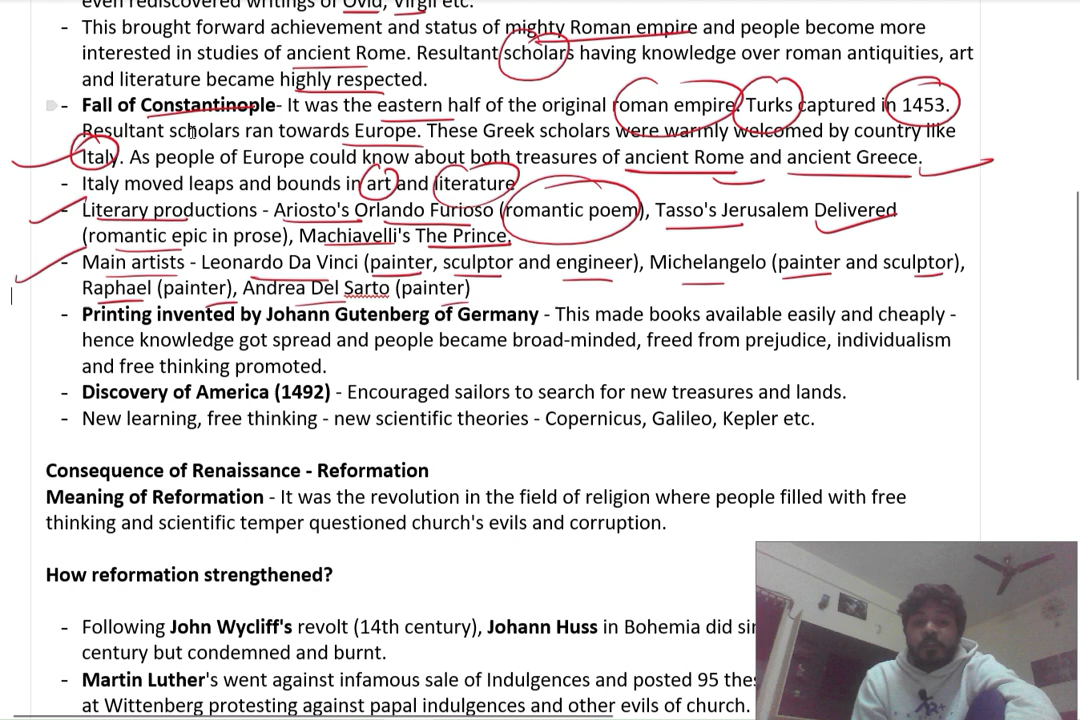 even rediscovered writings of Ovid, Virgil etc.
- This brought forward achievement and status of mighty Roman empire and people become more
interested in studies of ancient Rome. Resultant scholars having knowledge over roman antiquities, art
and literature became highly respected.
- Fall of Constantinople- It was the eastern half of the original roman empire. Turks captured in 1453.
Resultant scholars ran towards Europe. These Greek scholars were warmly welcomed by country like
Italy. As people of Europe could know about both treasures of ancient Rome and ancient Greece.
- Italy moved leaps and bounds in art and literature
- Literary productions - Ariosto's Orlando Furioso (romantic poem), Tasso's Jerusalem Delivered
(romantic epic in prose), Machiavelli's The Prince.
- Main artists - Leonardo Da Vinci (painter, sculptor and engineer), Michelangelo (painter and sculptor),
Raphael (painter), Andrea Del Sarto (painter)
- Printing invented by Johann Gutenberg of Germany - This made books available easily and cheaply -
hence knowledge got spread and people became broad-minded, freed from prejudice, individualism
and free thinking promoted.
- Discovery of America (1492) - Encouraged sailors to search for new treasures and lands.
- New learning, free thinking - new scientific theories - Copernicus, Galileo, Kepler etc.
Consequence of Renaissance - Reformation
Meaning of Reformation - It was the revolution in the field of religion where people filled with free
thinking and scientific temper questioned church's evils and corruption.
How reformation strengthened?
- Following John Wycliff's revolt (14th century), Johann Huss in Bohemia did
century but condemned and burnt.
- Martin Luther's went against infamous sale of Indulgences and posted 95
at Wittenberg protesting against papal indulgences and other evils of church.